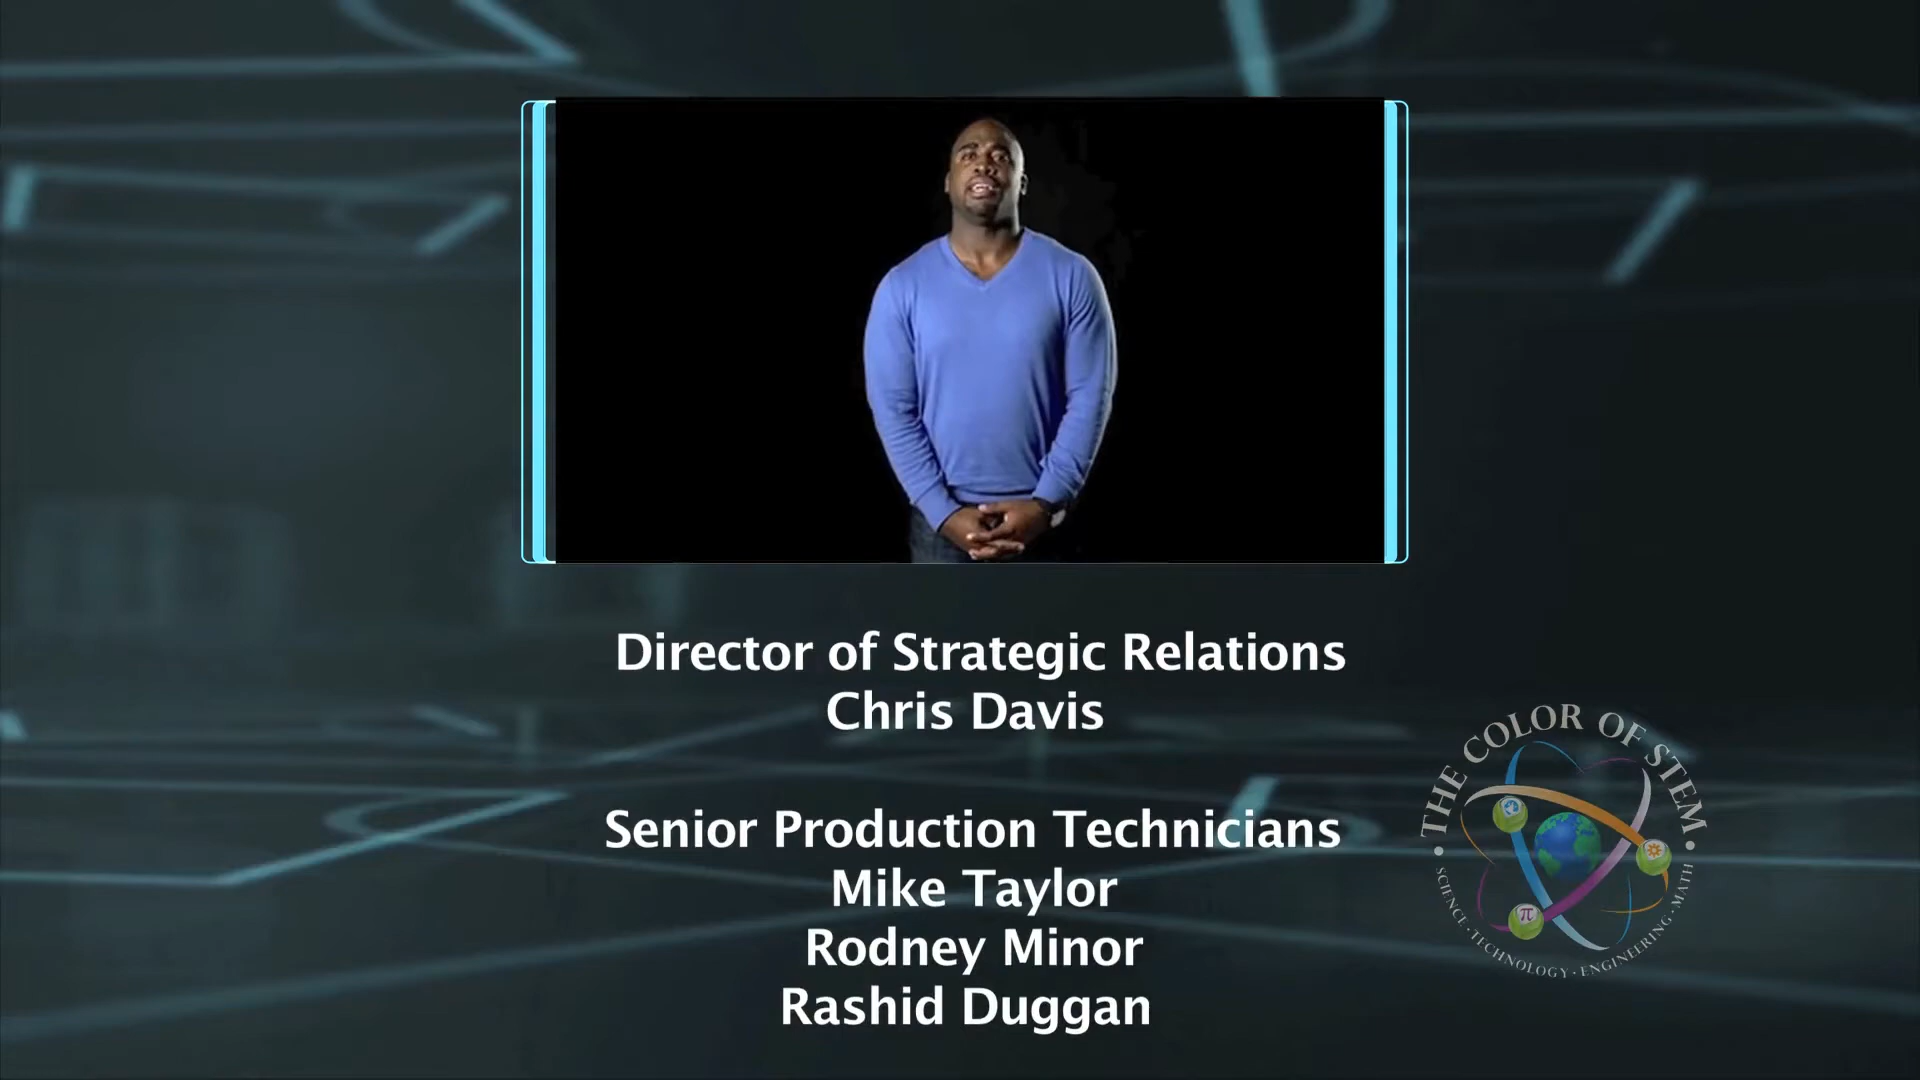 Director of Strategic Relations
Chris Davis
Senior Production Technicians
Mike Taylor
Rodney Minor
Rashid Duggan
THE COLOR OF STEM
SCIENCE · TECHNOLOGY · ENGINEERING · MATH
π